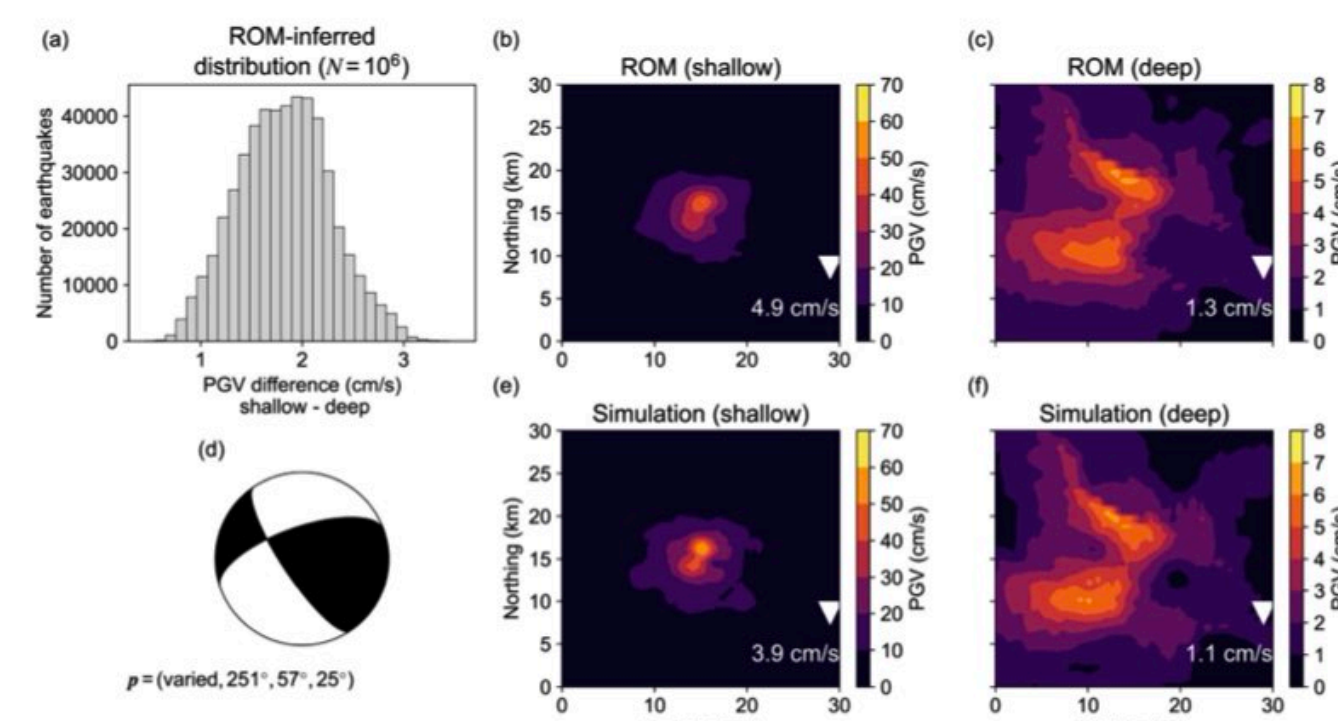 (a)
ROM-inferred
distribution (N = 10⁶)
Number of earthquakes
40000
30000
20000
10000
0
1 2 3
PGV difference (cm/s)
shallow - deep
(b)
ROM (shallow)
Northing (km)
30
25
20
15
10
5
0
0 10 20 30
4.9 cm/s
70
60
50
40
30
20
10
0
PGV (cm/s)
(c)
ROM (deep)
1.3 cm/s
8
7
6
5
4
3
2
1
0
(d)
p = (varied, 251°, 57°, 25°)
(e)
Simulation (shallow)
Northing (km)
30
25
20
15
10
5
0
0 10 20 30
3.9 cm/s
70
60
50
40
30
20
10
0
PGV (cm/s)
(f)
Simulation (deep)
0 10 20 30
1.1 cm/s
8
7
6
5
4
3
2
1
0